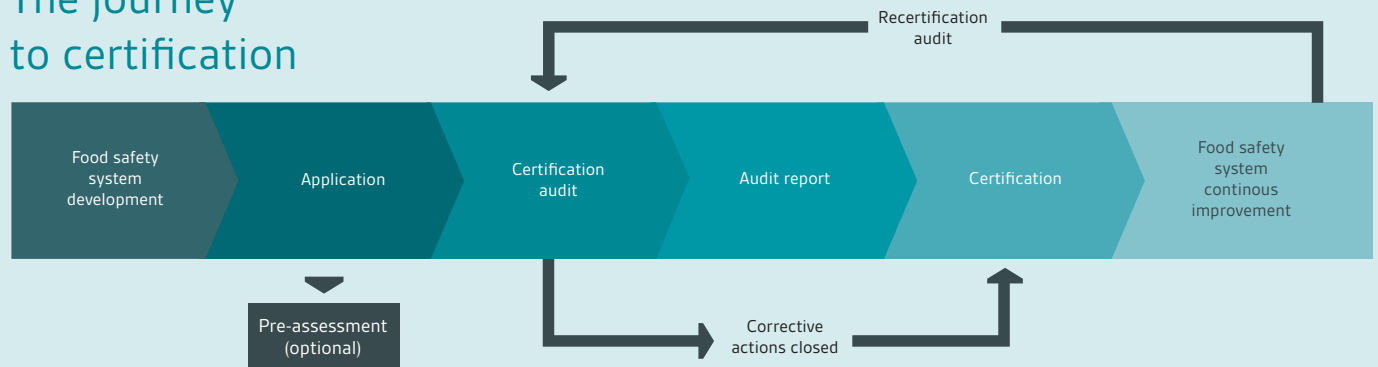 The journey
to certification
Recertification
audit
Food safety
system
development
Application
Certification
audit
Audit report
Certification
Food safety
system
continous
improvement
Pre-assessment
(optional)
Corrective
actions closed